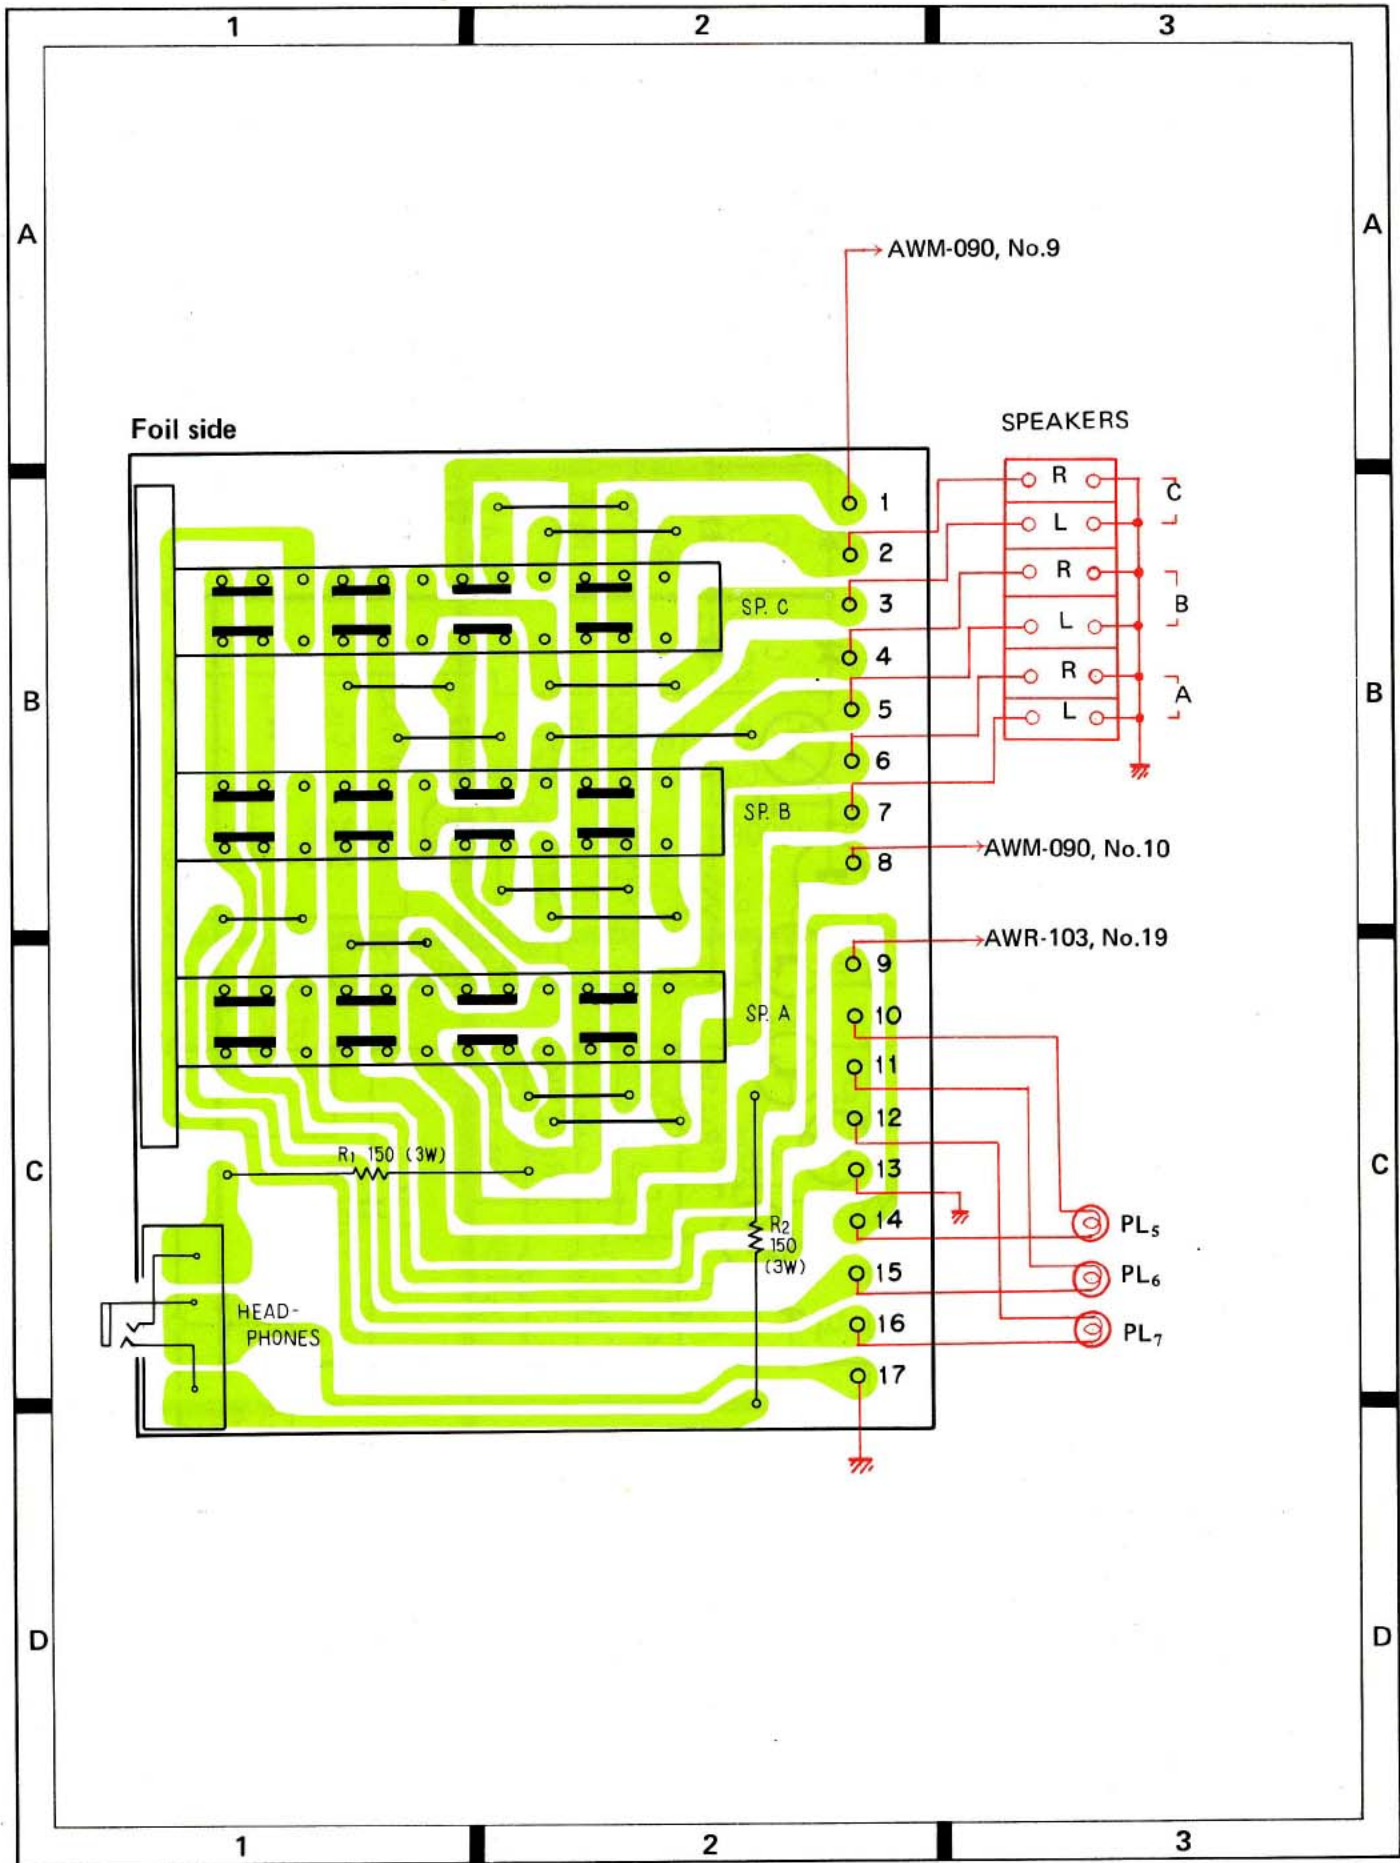 1 2 3
A A
AWM-090, No.9
Foil side
SPEAKERS
R
C
1
L
2
R
SP. C
3
B
L
4
B B
R
A
5
L
6
SP. B
7
8
AWM-090, No.10
AWR-103, No.19
9
SP. A
10
11
12
R1 150 (3W)
C C
13
14
R2
150
(3W)
PL5
15
PL6
HEAD-
PHONES
16
PL7
17
D D
1 2 3